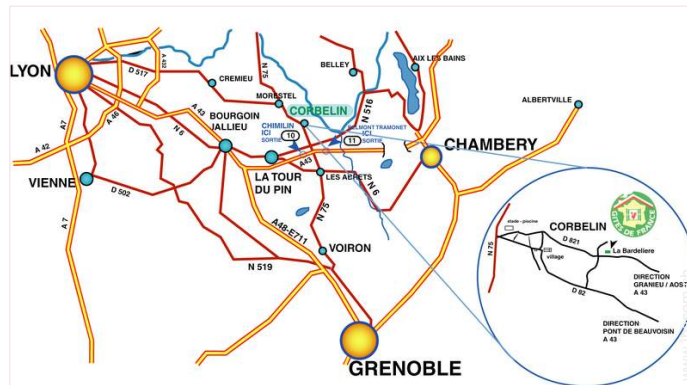 LYON
D 517
A 432
CREMIEU
N 75
MORESTEL
BELLEY
AIX LES BAINS
N 516
CORBELIN
ALBERTVILLE
A 7
A 46
A 43
N 6
BOURGOIN
JALLIEU
CHIMILIN
ICI
SORTIE
10
BELMONT TRAMONET
ICI
SORTIE
11
CHAMBERY
A 42
VIENNE
D 502
LA TOUR
DU PIN
A43
LES ABRETS
N 6
A 7
A48-E711
N 75
VOIRON
N 519
GRENOBLE
GITES DE FRANCE
CORBELIN
stade - piscine
N 75
D 821
La Bardeliere
village
D 82
DIRECTION
GRANIEU / AOSTE
A 43
DIRECTION
PONT DE BEAUVOISIN
A 43